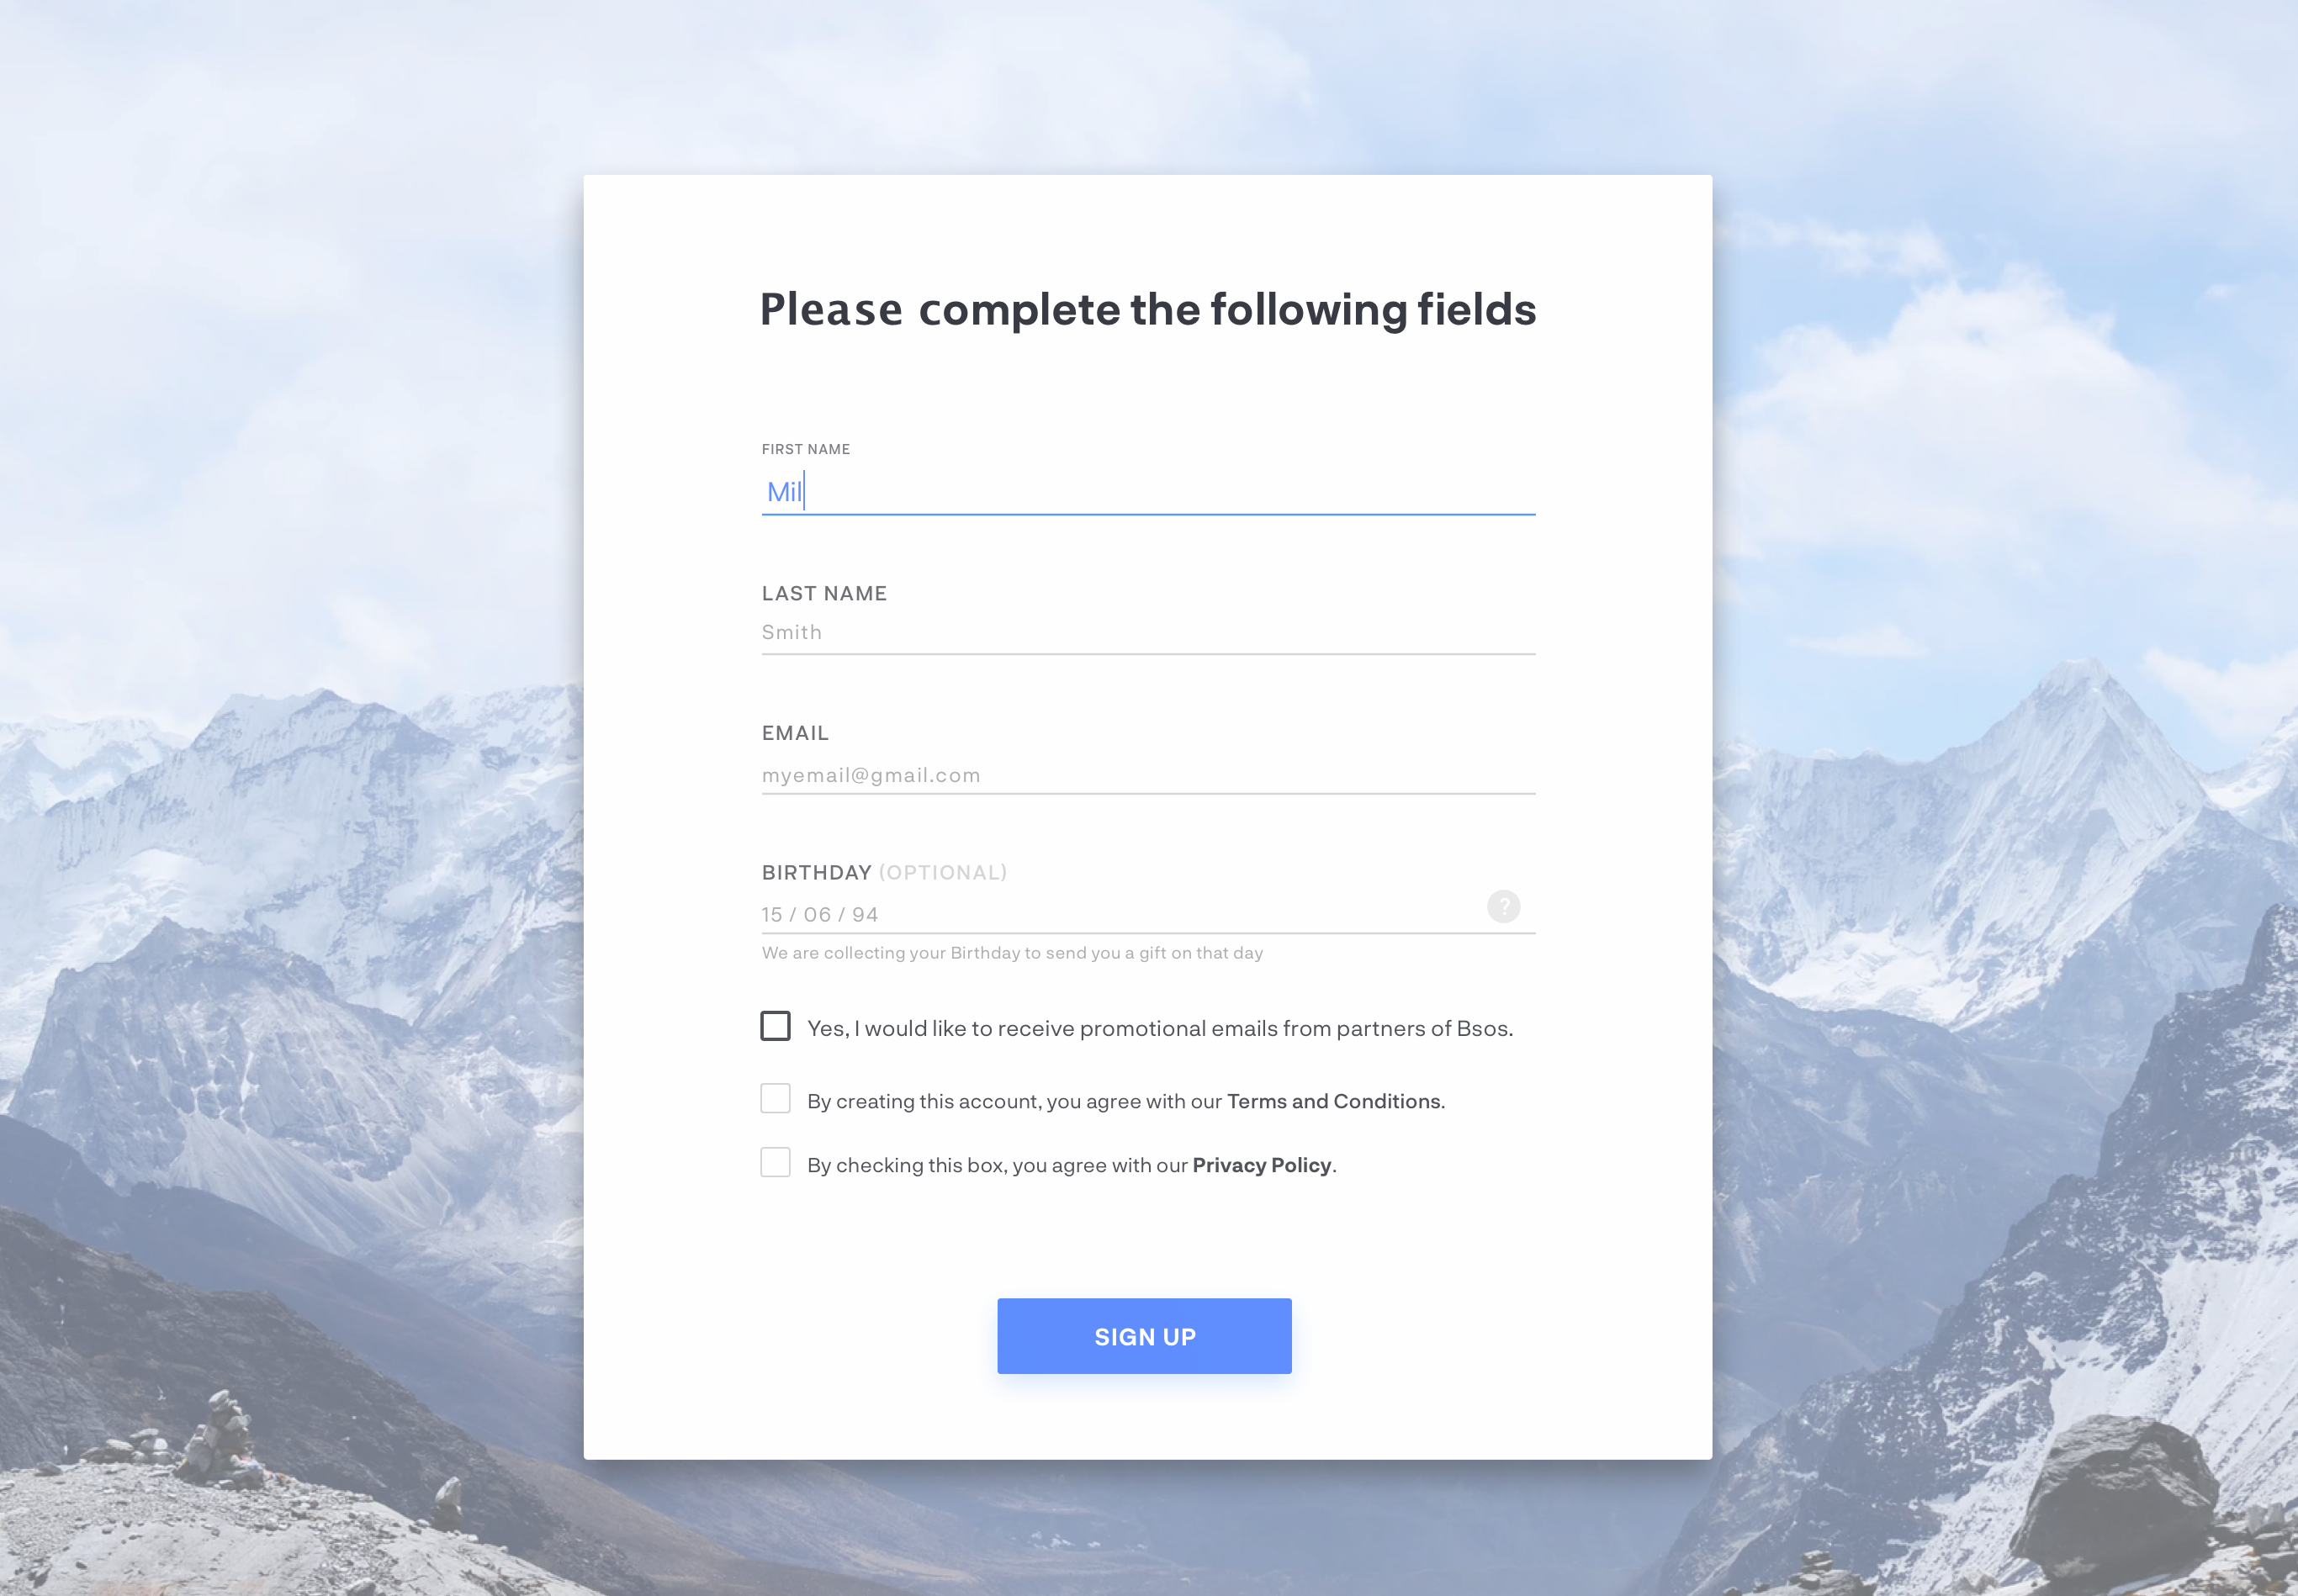 Please complete the following fields
FIRST NAME
Mil
LAST NAME
Smith
EMAIL
myemail@gmail.com
BIRTHDAY (OPTIONAL)
15 / 06 / 94
?
We are collecting your Birthday to send you a gift on that day
Yes, I would like to receive promotional emails from partners of Bsos.
By creating this account, you agree with our Terms and Conditions.
By checking this box, you agree with our Privacy Policy.
SIGN UP